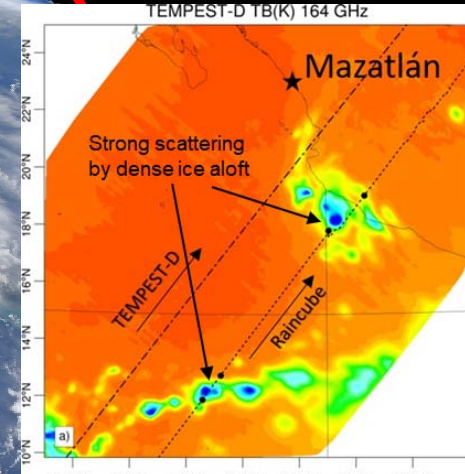 TEMPEST-D TB(K) 164 GHz
24°N
Mazatlán
22°N
Strong scattering
by dense ice aloft
20°N
18°N
16°N
TEMPEST-D
Raincube
14°N
12°N
a)
10°N